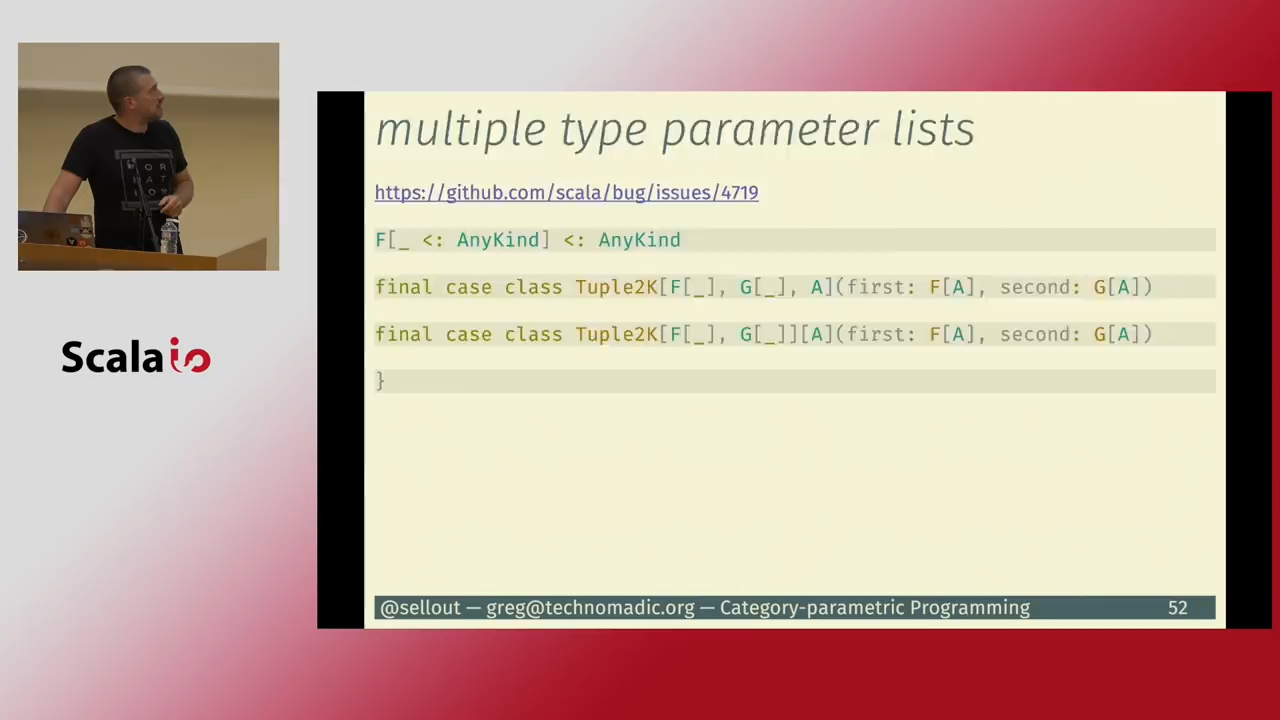 multiple type parameter lists
https://github.com/scala/bug/issues/4719
F[_ <: AnyKind] <: AnyKind
final case class Tuple2K[F[_], G[_], A](first: F[A], second: G[A])
final case class Tuple2K[F[_], G[_]][A](first: F[A], second: G[A])
}
@sellout — greg@technomadic.org — Category-parametric Programming 52
Scala io